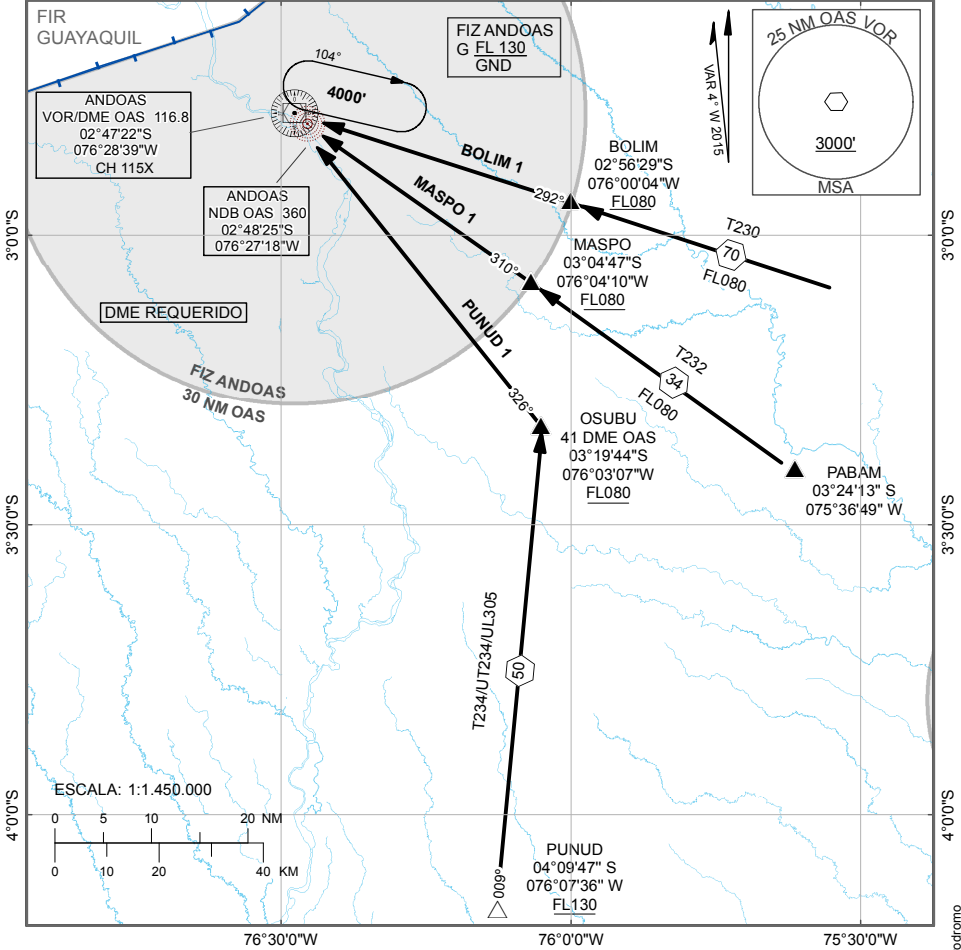 FIR
GUAYAQUIL
FIZ ANDOAS
G FL 130
GND
VAR 4° W 2015
25 NM OAS VOR
3000'
MSA
104°
4000'
ANDOAS
VOR/DME OAS 116.8
02°47'22"S
076°28'39"W
CH 115X
ANDOAS
NDB OAS 360
02°48'25"S
076°27'18"W
BOLIM 1
292°
BOLIM
02°56'29"S
076°00'04"W
FL080
T230
70
FL080
MASPO 1
310°
MASPO
03°04'47"S
076°04'10"W
FL080
T232
34
FL080
PUNUD 1
326°
DME REQUERIDO
FIZ ANDOAS
30 NM OAS
OSUBU
41 DME OAS
03°19'44"S
076°03'07"W
FL080
PABAM
03°24'13" S
075°36'49" W
T234/UT234/UL305
50
009°
PUNUD
04°09'47" S
076°07'36" W
FL130
ESCALA: 1:1.450.000
0 5 10 20 NM
0 10 20 40 KM
3°0'0"S
3°30'0"S
4°0'0"S
3°0'0"S
3°30'0"S
4°0'0"S
76°30'0"W
76°0'0"W
75°30'0"W
odromo